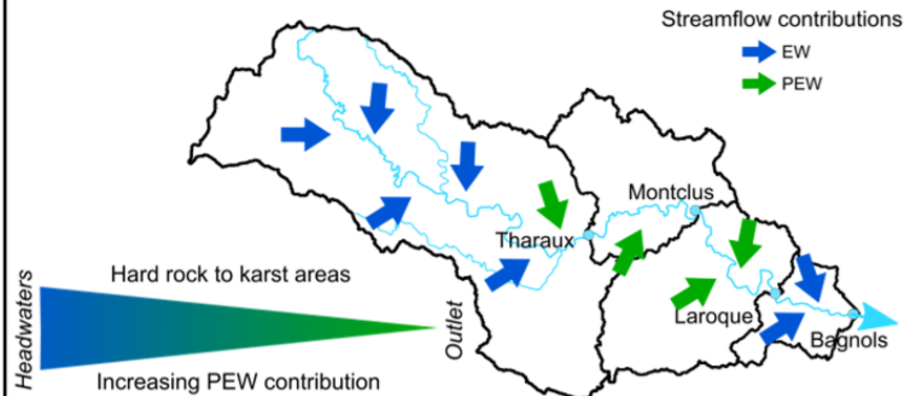 Streamflow contributions
EW
PEW
Montclus
Tharaux
Hard rock to karst areas
Headwaters
Outlet
Laroque
Bagnols
Increasing PEW contribution